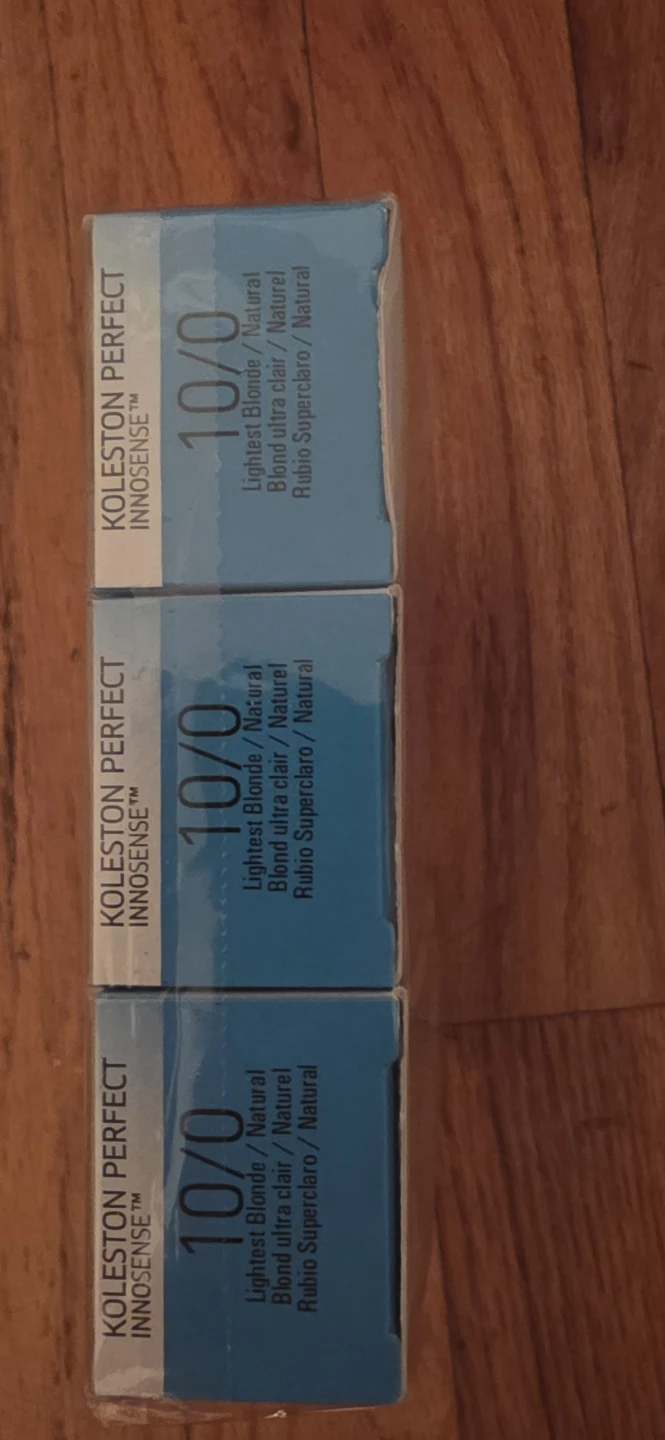 KOLESTON PERFECT
INNOSENSE™
10/0
Lightest Blonde / Natural
Blond ultra clair / Naturel
Rubio Superclaro / Natural
KOLESTON PERFECT
INNOSENSE™
10/0
Lightest Blonde / Natural
Blond ultra clair / Naturel
Rubio Superclaro / Natural
KOLESTON PERFECT
INNOSENSE™
10/0
Lightest Blonde / Natural
Blond ultra clair / Naturel
Rubio Superclaro / Natural